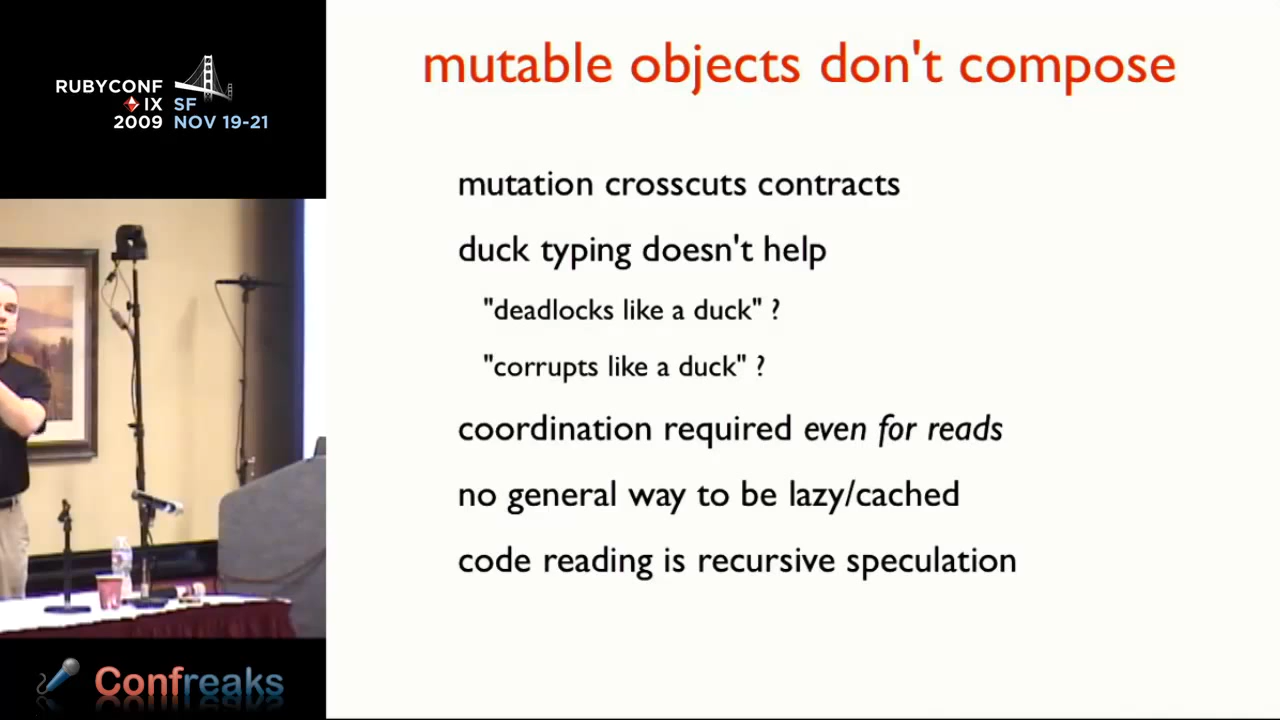 RUBYCONF
IX SF
2009 NOV 19-21
mutable objects don't compose
mutation crosscuts contracts
duck typing doesn't help
"deadlocks like a duck" ?
"corrupts like a duck" ?
coordination required even for reads
no general way to be lazy/cached
code reading is recursive speculation
Confreaks